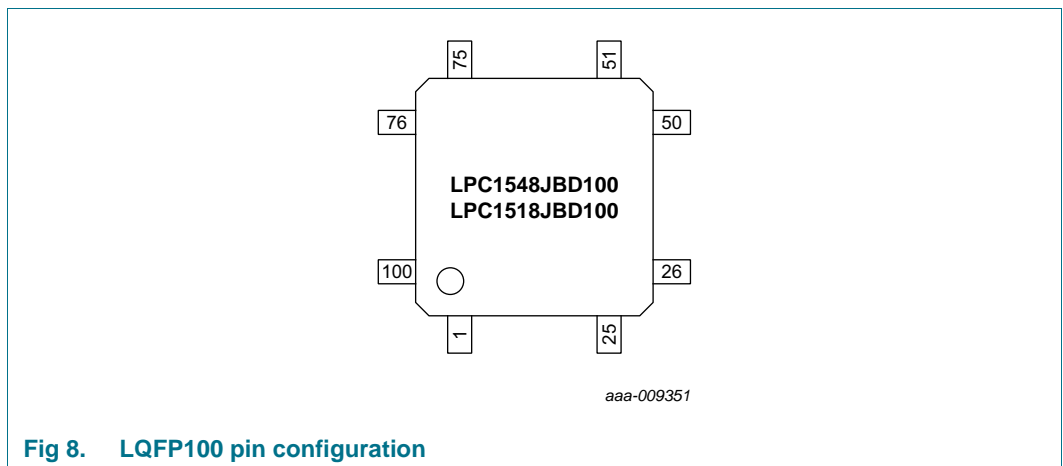 75 51
76 50
LPC1548JBD100
LPC1518JBD100
100 26
1 25
aaa-009351
Fig 8. LQFP100 pin configuration